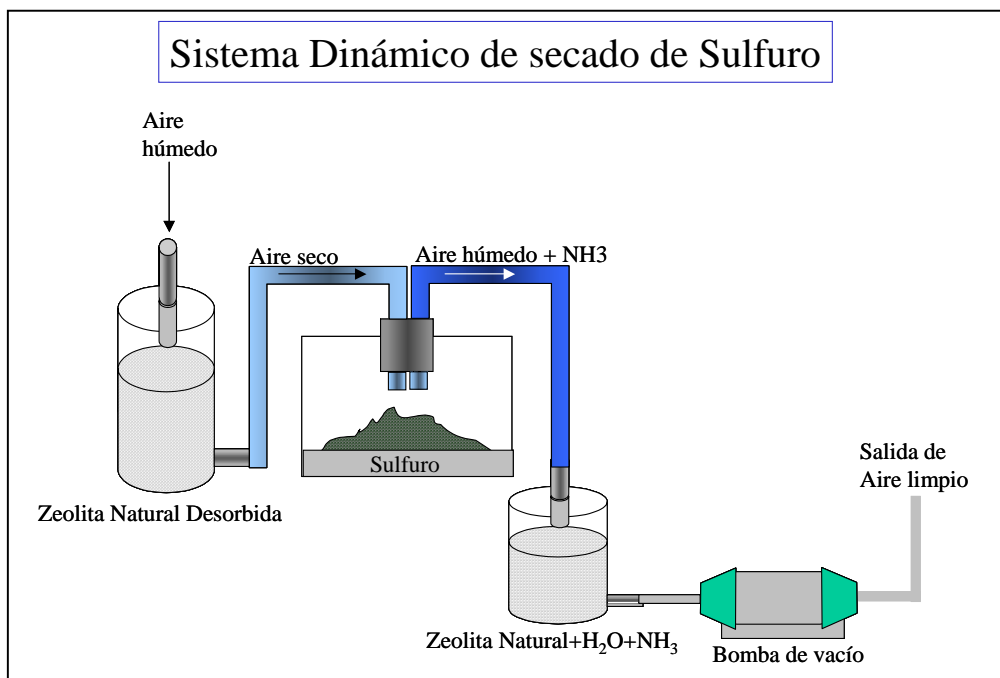 Sistema Dinámico de secado de Sulfuro
Aire
húmedo
Aire seco
Aire húmedo + NH3
Sulfuro
Zeolita Natural Desorbida
Salida de
Aire limpio
Zeolita Natural+H₂O+NH₃
Bomba de vacío